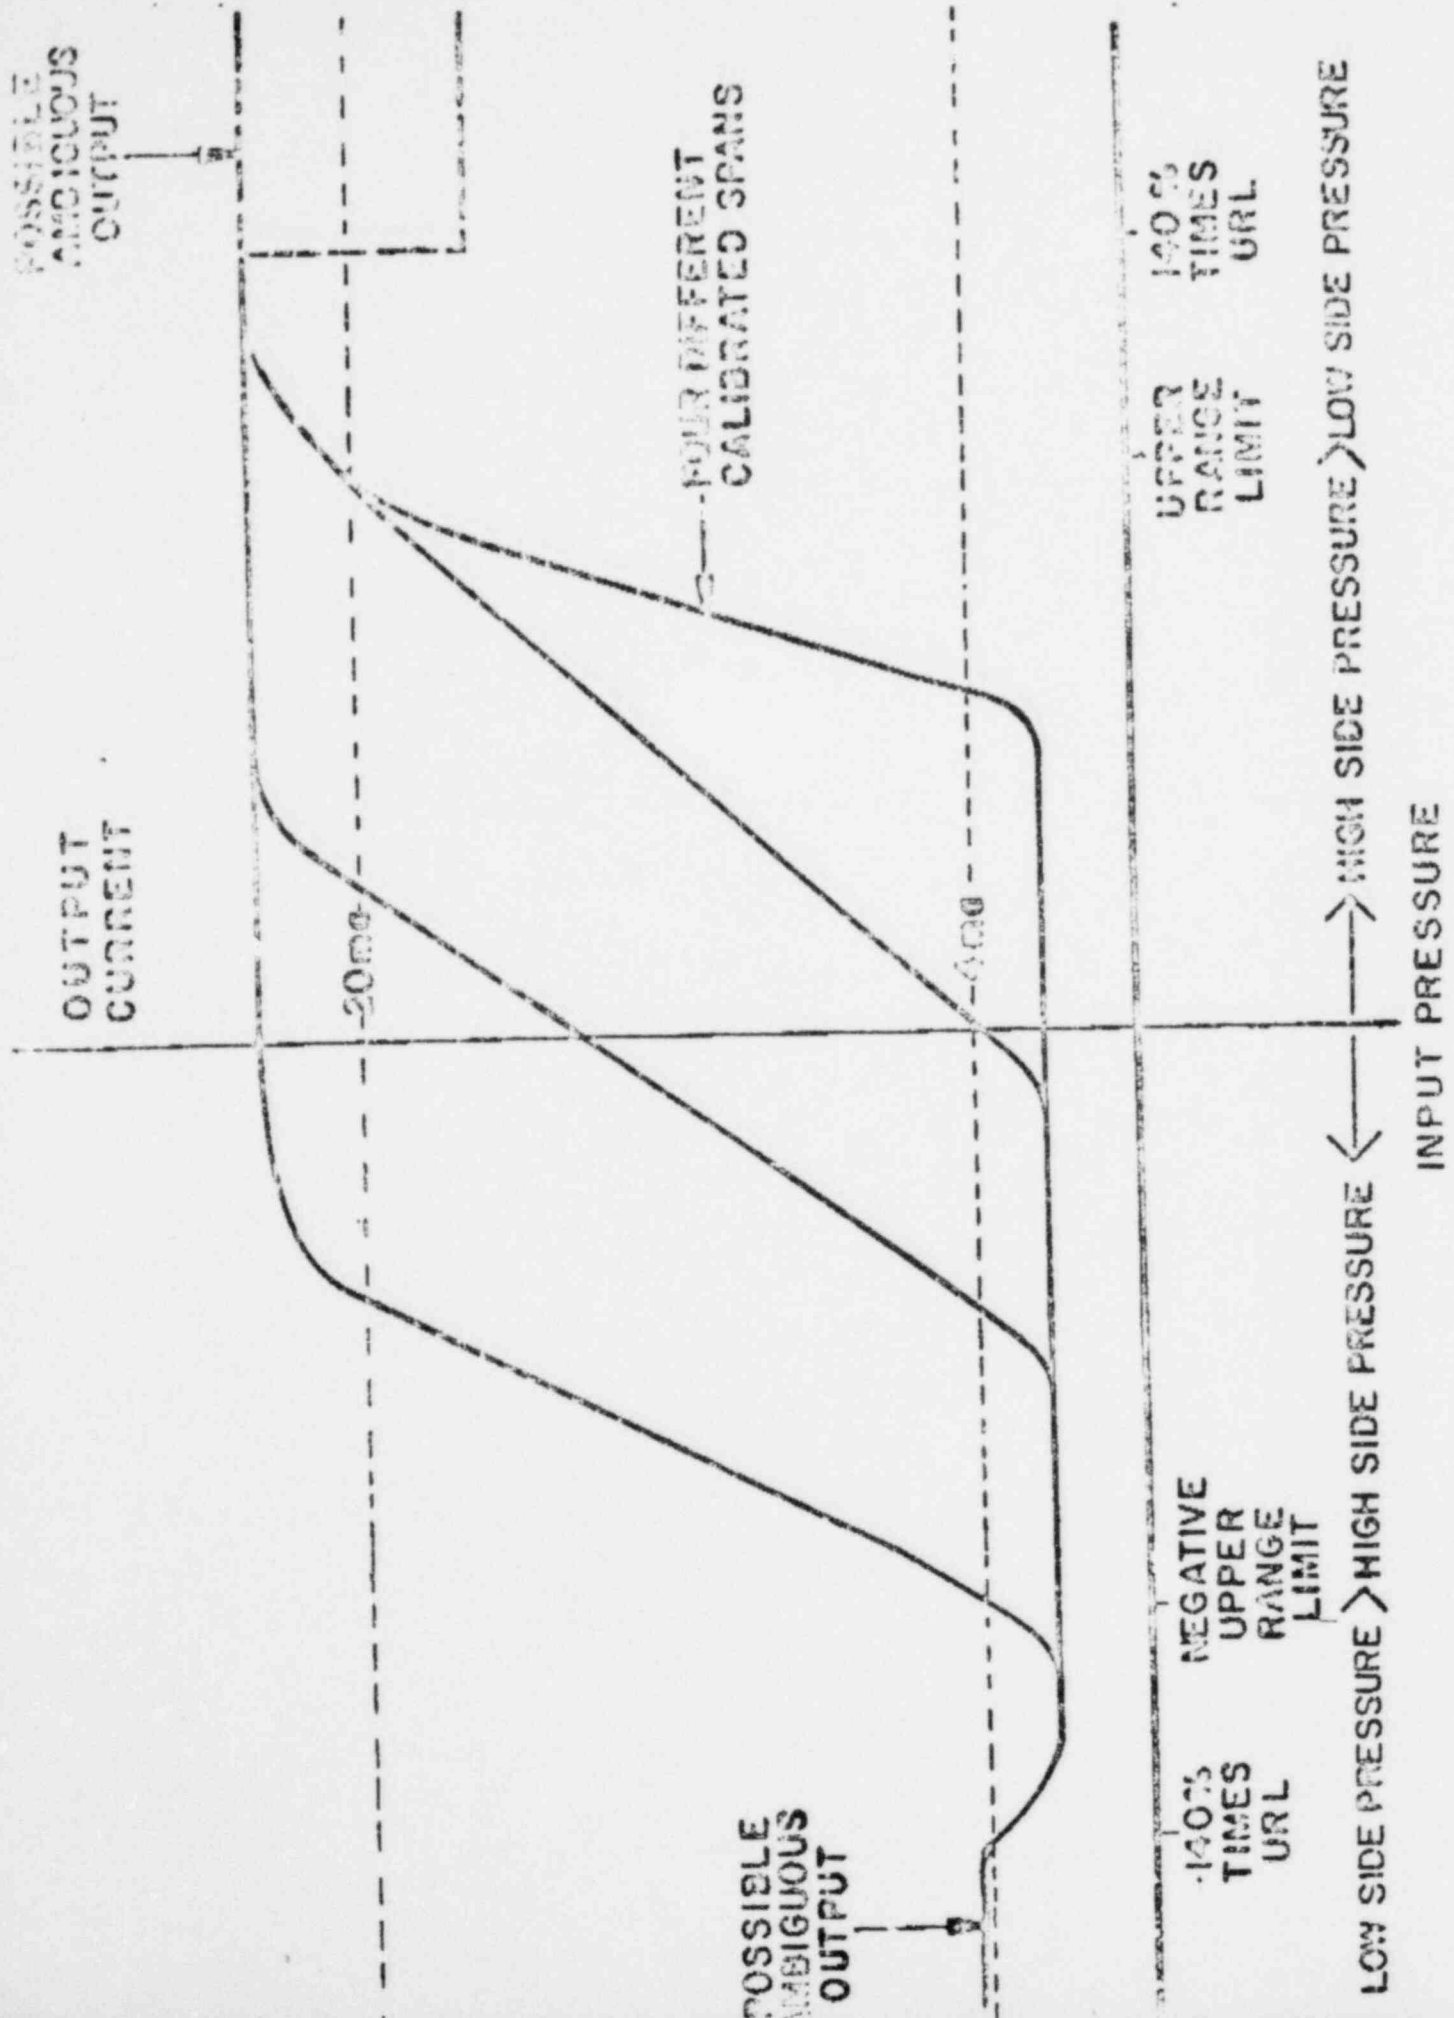 OUTPUT
CURRENT
POSSIBLE
AMBIGUOUS
OUTPUT
20ma
FOUR DIFFERENT
CALIBRATED SPANS
POSSIBLE
AMBIGUOUS
OUTPUT
4ma
-140%
TIMES
URL
NEGATIVE
UPPER
RANGE
LIMIT
UPPER
RANGE
LIMIT
140%
TIMES
URL
LOW SIDE PRESSURE > HIGH SIDE PRESSURE
HIGH SIDE PRESSURE > LOW SIDE PRESSURE
INPUT PRESSURE